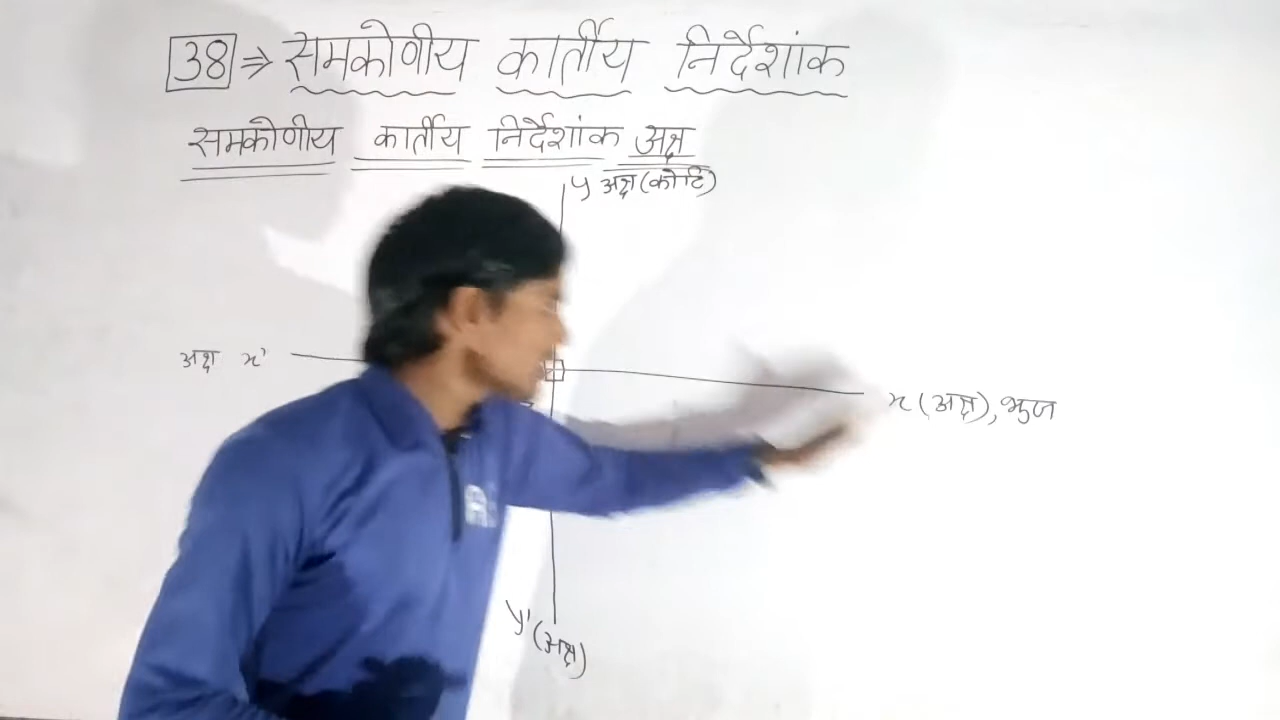 38 ⇒ समकोणीय कार्तीय निर्देशांक
समकोणीय कार्तीय निर्देशांक अक्ष
y अक्ष (कोटि)
अक्ष x'
x (अक्ष), भुज
y' (अक्ष)